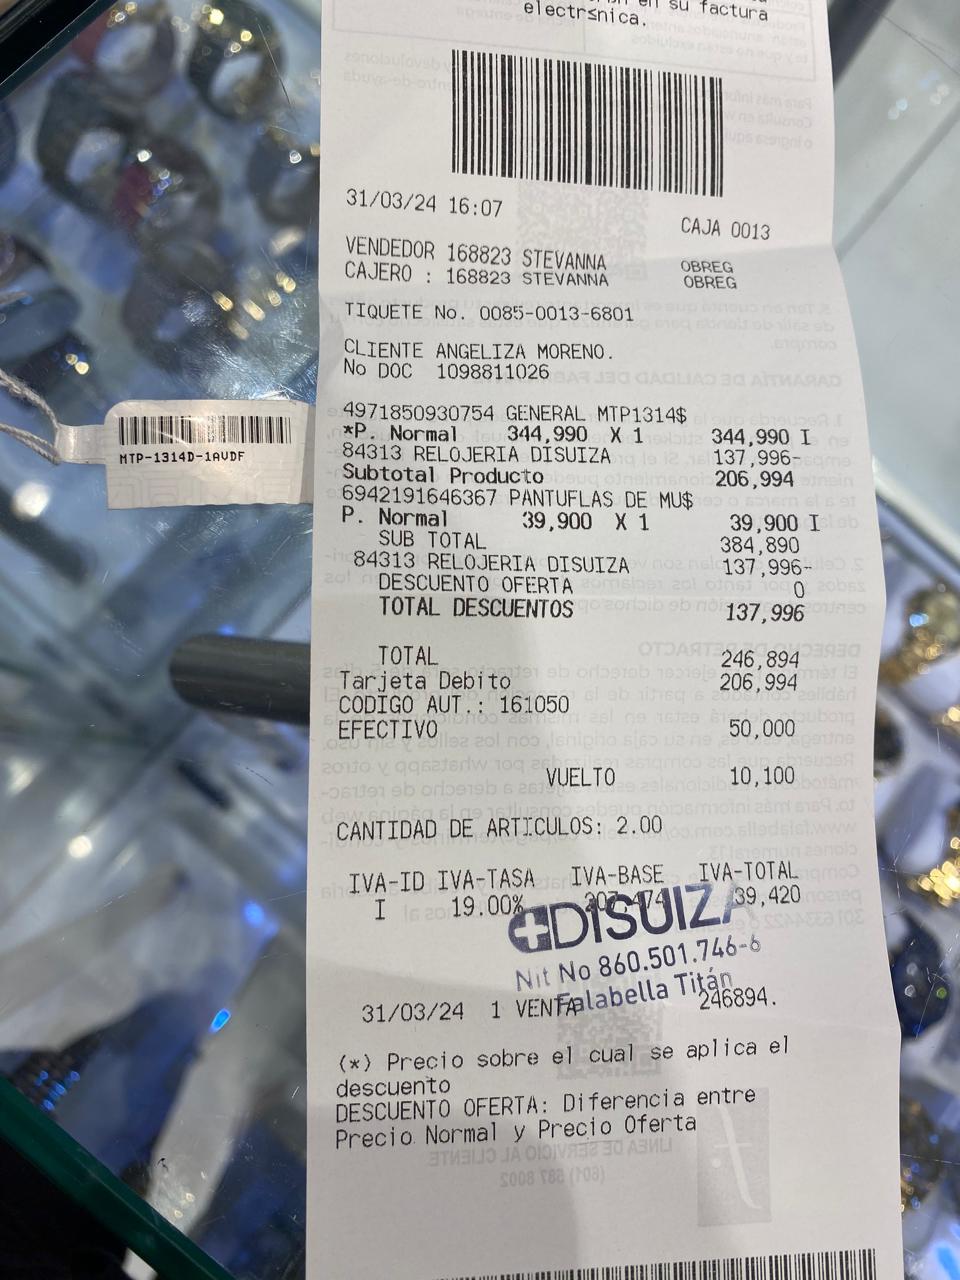 en su factura
electr≤nica.
31/03/24 16:07 CAJA 0013
VENDEDOR 168823 STEVANNA OBREG
CAJERO : 168823 STEVANNA OBREG
TIQUETE No. 0085-0013-6801
CLIENTE ANGELIZA MORENO.
No DOC 1098811026
4971850930754 GENERAL MTP1314$
*P. Normal 344,990 X 1 344,990 I
84313 RELOJERIA DISUIZA 137,996-
Subtotal Producto 206,994
6942191646367 PANTUFLAS DE MU$
P. Normal 39,900 X 1 39,900 I
SUB TOTAL 384,890
84313 RELOJERIA DISUIZA 137,996-
DESCUENTO OFERTA 0
TOTAL DESCUENTOS 137,996
TOTAL 246,894
Tarjeta Debito 206,994
CODIGO AUT.: 161050
EFECTIVO 50,000
VUELTO 10,100
CANTIDAD DE ARTICULOS: 2.00
IVA-ID IVA-TASA IVA-BASE IVA-TOTAL
I 19.00% 207,474 39,420
DISUIZA
Nit No 860.501.746-6
Falabella Titán
31/03/24 1 VENTA 246894.
(*) Precio sobre el cual se aplica el
descuento
DESCUENTO OFERTA: Diferencia entre
Precio Normal y Precio Oferta
MTP-1314D-1AVDF